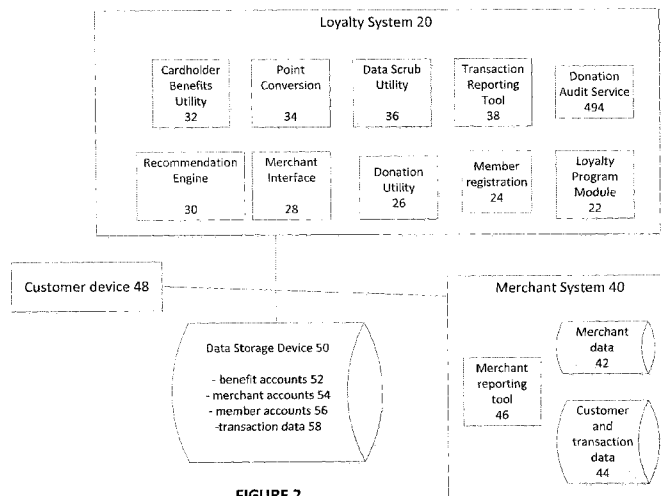 Loyalty System 20
Cardholder
Benefits
Utility
32
Point
Conversion
34
Data Scrub
Utility
36
Transaction
Reporting
Tool
38
Donation
Audit Service
494
Recommendation
Engine
30
Merchant
Interface
28
Donation
Utility
26
Member
registration
24
Loyalty
Program
Module
22
Customer device 48
Data Storage Device 50
- benefit accounts 52
- merchant accounts 54
- member accounts 56
-transaction data 58
Merchant System 40
Merchant
reporting
tool
46
Merchant
data
42
Customer
and
transaction
data
44
FIGURE 2